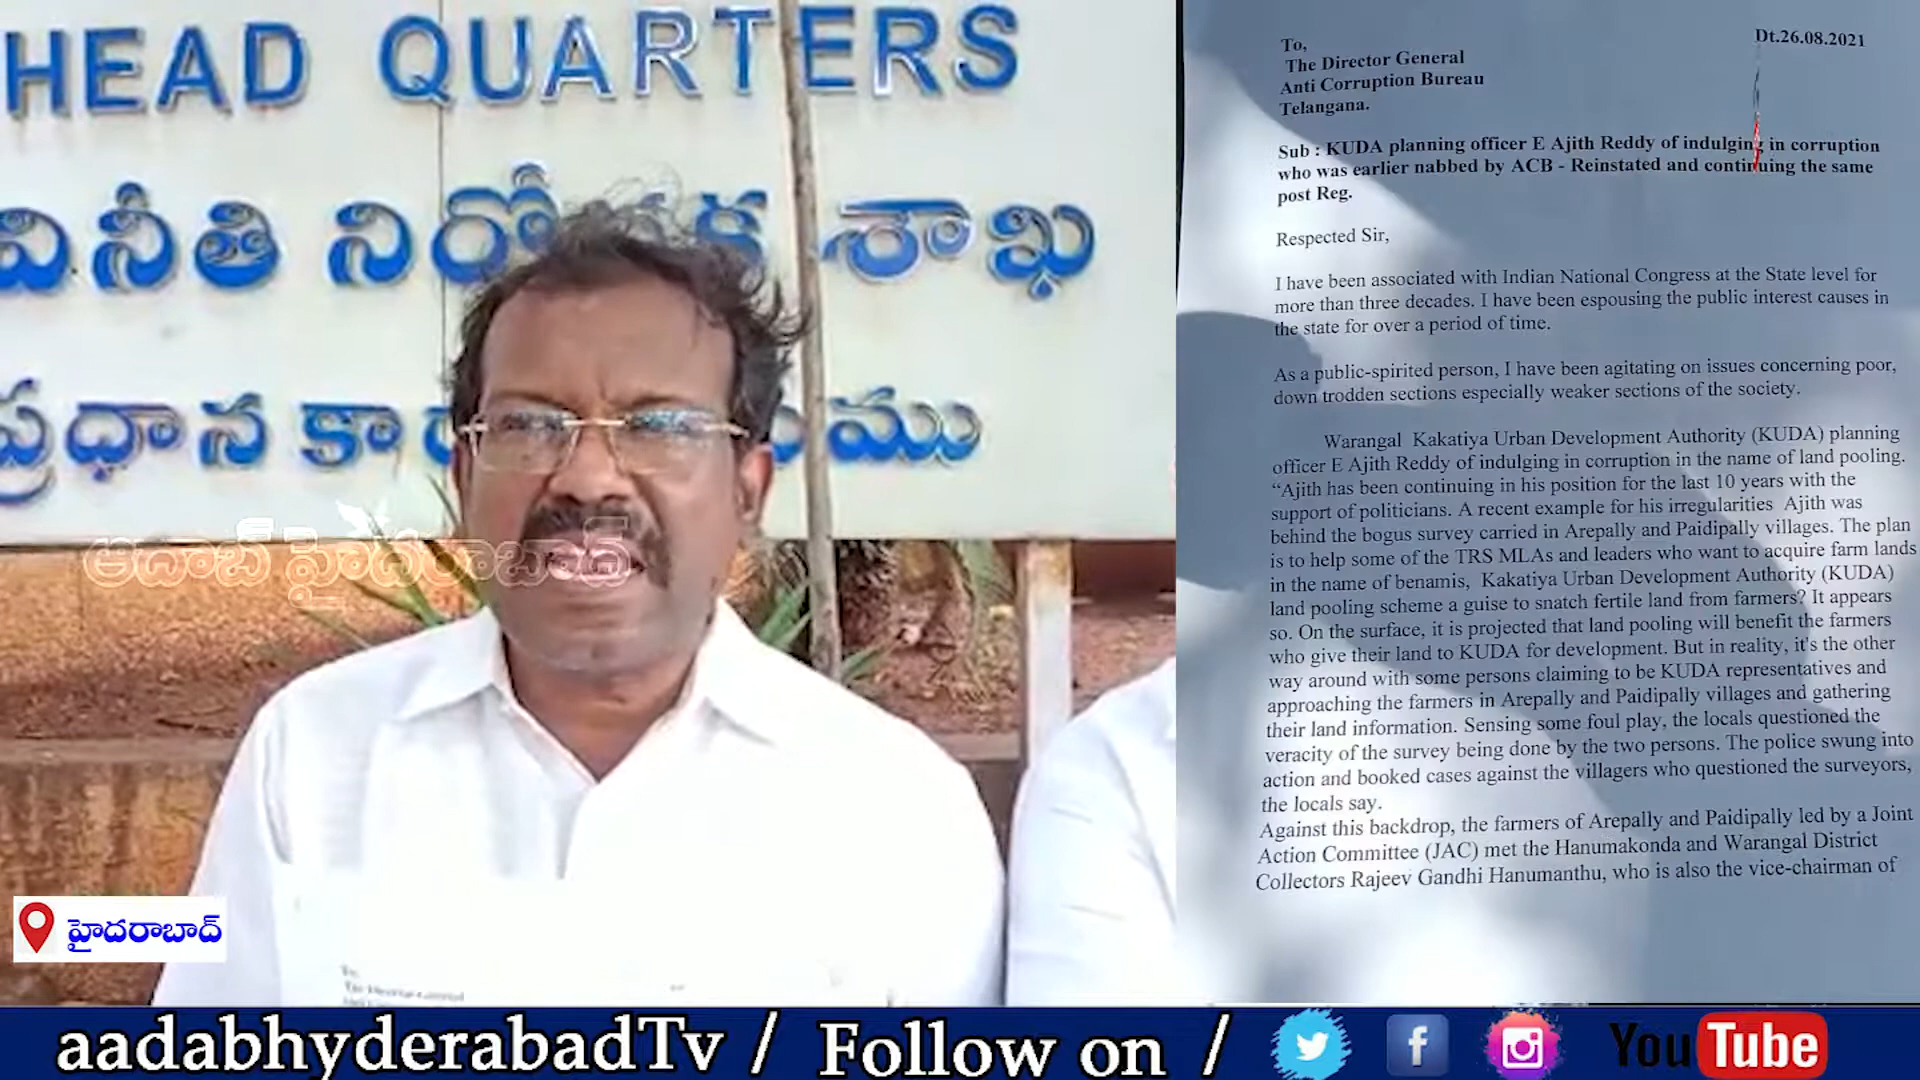 HEAD QUARTERS
వినీతి నిరోధక శాఖ
ప్రధాన
ఆదాబ్ హైదరాబాద్
హైదరాబాద్
To,
The Director General
Dt.26.08.2021
To,
The Director General
Anti Corruption Bureau
Telangana.
Sub : KUDA planning officer E Ajith Reddy of indulging in corruption
who was earlier nabbed by ACB - Reinstated and continuing the same
post Reg.
Respected Sir,
I have been associated with Indian National Congress at the State level for
more than three decades. I have been espousing the public interest causes in
the state for over a period of time.
As a public-spirited person, I have been agitating on issues concerning poor,
down trodden sections especially weaker sections of the society.
Warangal Kakatiya Urban Development Authority (KUDA) planning
officer E Ajith Reddy of indulging in corruption in the name of land pooling.
“Ajith has been continuing in his position for the last 10 years with the
support of politicians. A recent example for his irregularities Ajith was
behind the bogus survey carried in Arepally and Paidipally villages. The plan
is to help some of the TRS MLAs and leaders who want to acquire farm lands
in the name of benamis, Kakatiya Urban Development Authority (KUDA)
land pooling scheme a guise to snatch fertile land from farmers? It appears
so. On the surface, it is projected that land pooling will benefit the farmers
who give their land to KUDA for development. But in reality, it's the other
way around with some persons claiming to be KUDA representatives and
approaching the farmers in Arepally and Paidipally villages and gathering
their land information. Sensing some foul play, the locals questioned the
veracity of the survey being done by the two persons. The police swung into
action and booked cases against the villagers who questioned the surveyors,
the locals say.
Against this backdrop, the farmers of Arepally and Paidipally led by a Joint
Action Committee (JAC) met the Hanumakonda and Warangal District
Collectors Rajeev Gandhi Hanumanthu, who is also the vice-chairman of
aadabhyderabadTv / Follow on / YouTube